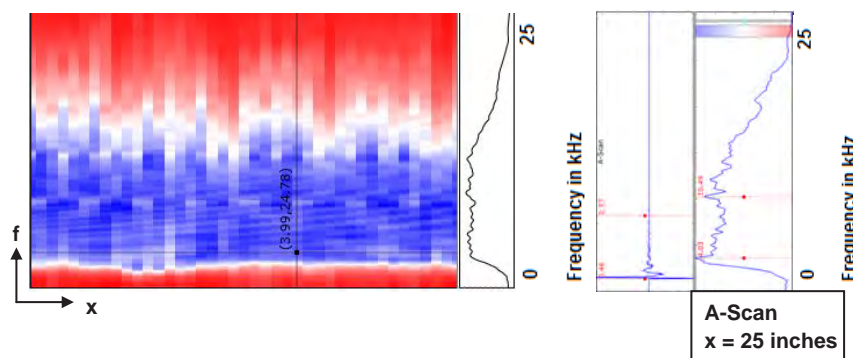 f
x
(3.99,24.78)
25
0
Frequency in kHz
A-Scan
25
0
Frequency in kHz
A-Scan
x = 25 inches